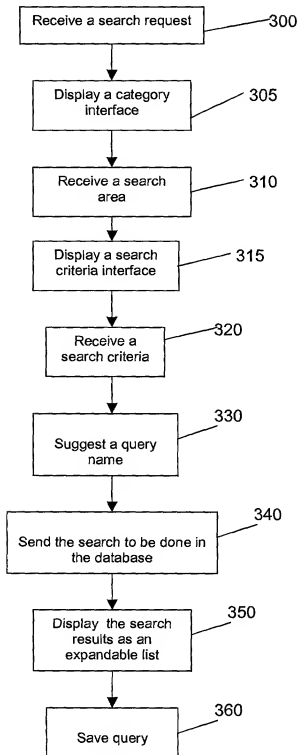 Receive a search request
300
Display a category
interface
305
Receive a search
area
310
Display a search
criteria interface
315
Receive a
search criteria
320
Suggest a query
name
330
Send the search to be done in
the database
340
Display the search
results as an
expandable list
350
Save query
360